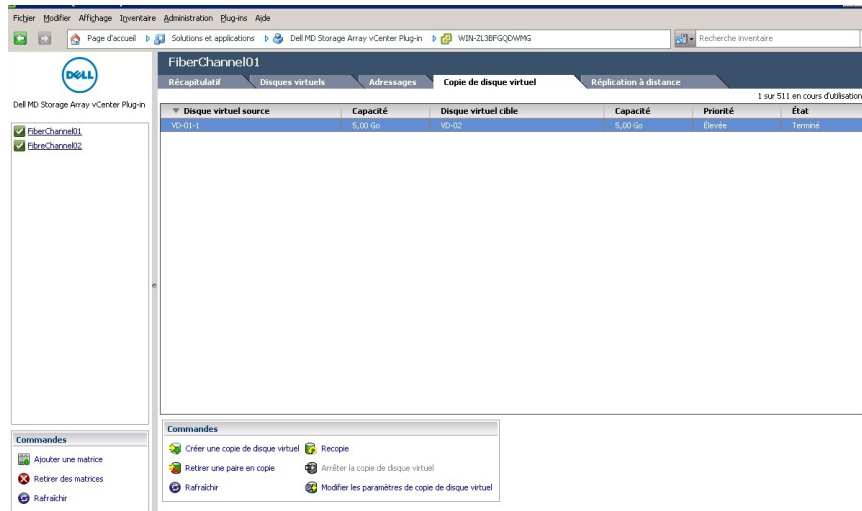 Fichier Modifier Affichage Inventaire Administration Plug-ins Aide
Page d'accueil Solutions et applications Dell MD Storage Array vCenter Plug-in WIN-ZL3BFGQDWMG Recherche inventaire
DELL
Dell MD Storage Array vCenter Plug-in
FiberChannel01
FibreChannel02
FiberChannel01
Récapitulatif Disques virtuels Adressages Copie de disque virtuel Réplication à distance
1 sur 511 en cours d'utilisation
Disque virtuel source Capacité Disque virtuel cible Capacité Priorité État
VD-01-1 5,00 Go VD-02 5,00 Go Élevée Terminé
Commandes
Ajouter une matrice
Retirer des matrices
Rafraîchir
Commandes
Créer une copie de disque virtuel Recopie
Retirer une paire en copie Arrêter la copie de disque virtuel
Rafraîchir Modifier les paramètres de copie de disque virtuel